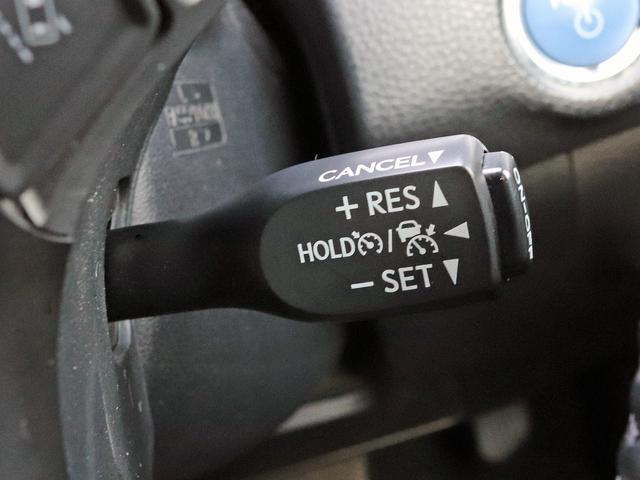 CANCEL▼
+ RES ▲
HOLD / ◀
− SET ▼
ON-OFF